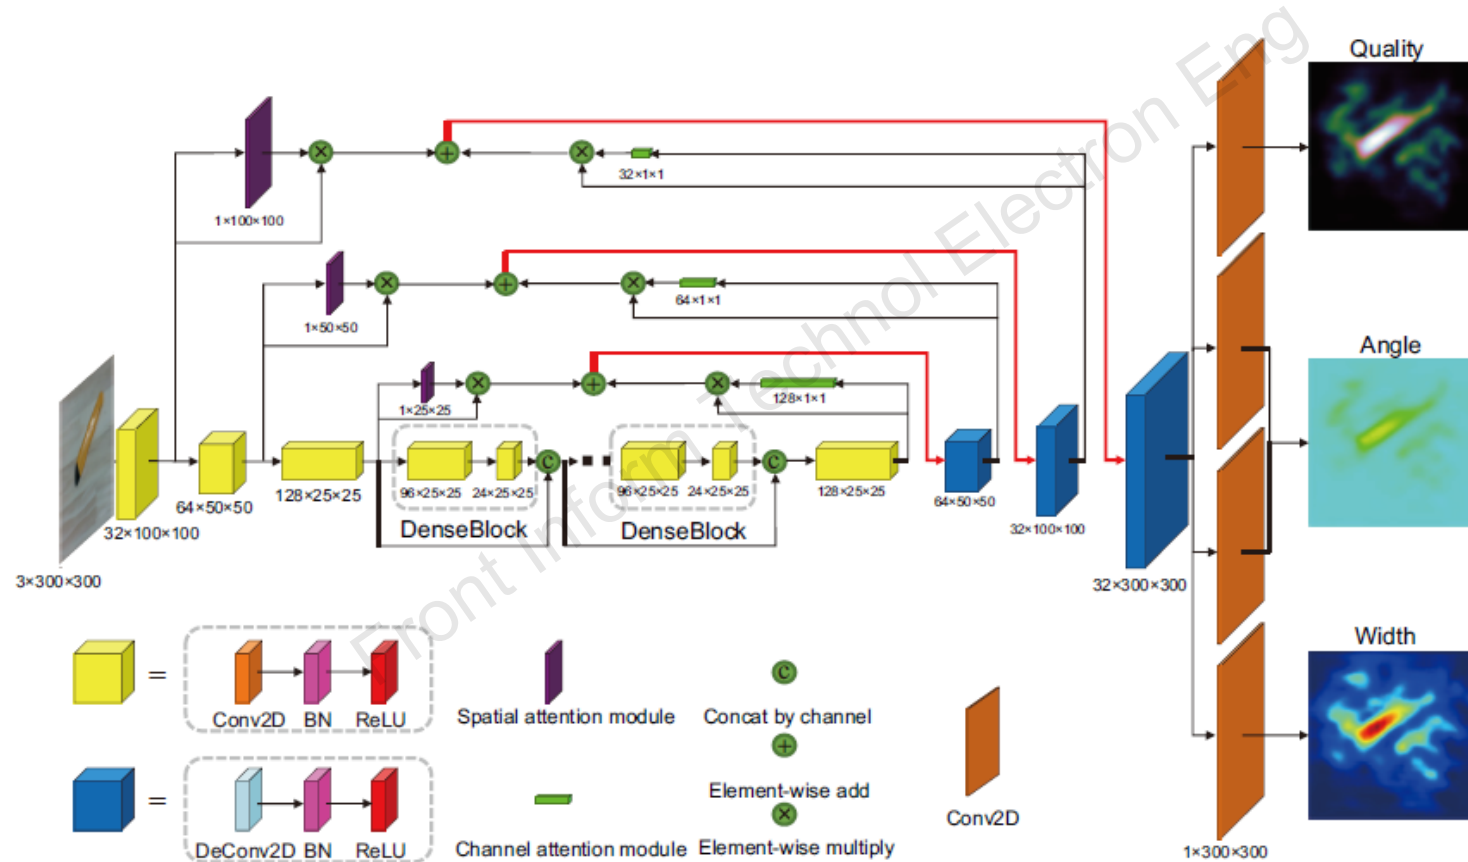 Quality
32×1×1
1×100×100
64×1×1
1×50×50
Angle
128×1×1
1×25×25
96×25×25
24×25×25
96×25×25
24×25×25
128×25×25
128×25×25
64×50×50
64×50×50
32×100×100
32×100×100
DenseBlock
DenseBlock
3×300×300
32×300×300
Front Inform Technol Electron Eng
Width
=
Conv2D BN ReLU
Spatial attention module
C
C
C
Concat by channel
Element-wise add
Conv2D
=
DeConv2D BN ReLU
Channel attention module
Element-wise multiply
1×300×300